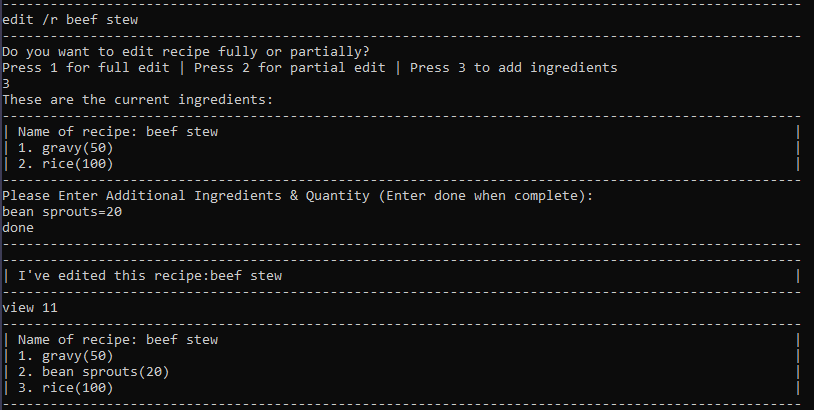 edit /r beef stew
Do you want to edit recipe fully or partially?
Press 1 for full edit | Press 2 for partial edit | Press 3 to add ingredients
3
These are the current ingredients:
| Name of recipe: beef stew |
| 1. gravy(50) |
| 2. rice(100) |
Please Enter Additional Ingredients & Quantity (Enter done when complete):
bean sprouts=20
done
| I've edited this recipe:beef stew |
view 11
| Name of recipe: beef stew |
| 1. gravy(50) |
| 2. bean sprouts(20) |
| 3. rice(100) |